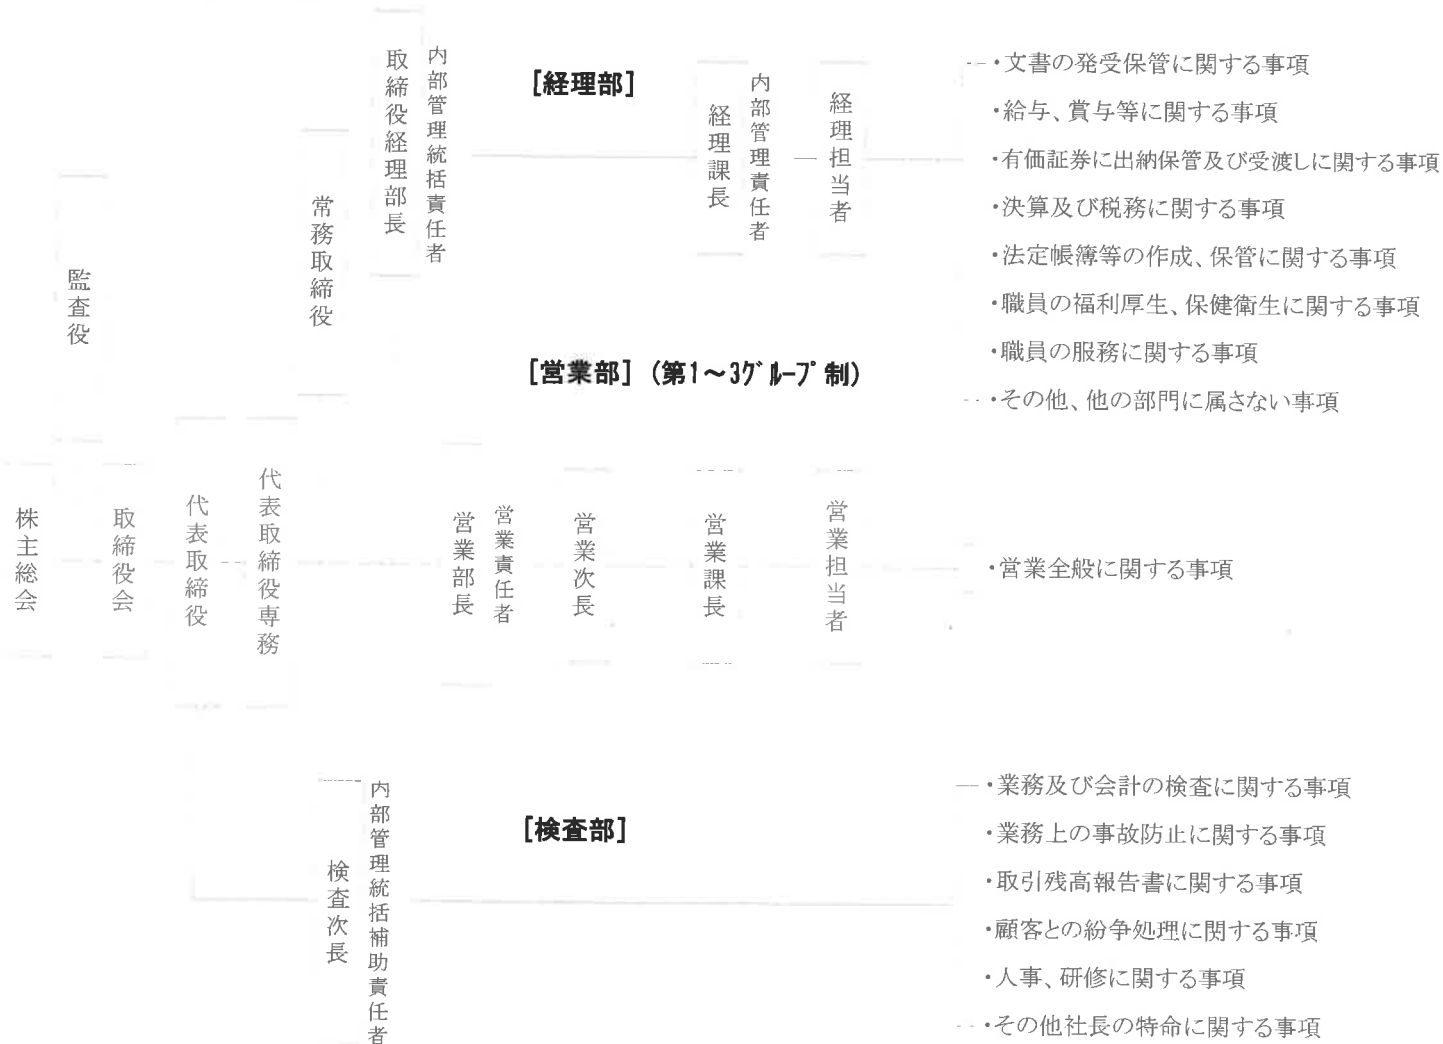 株主総会
監査役
取締役会
代表取締役
代表取締役専務
常務取締役
[経理部]
取締役経理部長
内部管理統括責任者
経理課長
内部管理責任者
経理担当者
・文書の発受保管に関する事項
・給与、賞与等に関する事項
・有価証券に出納保管及び受渡しに関する事項
・決算及び税務に関する事項
・法定帳簿等の作成、保管に関する事項
・職員の福利厚生、保健衛生に関する事項
・職員の服務に関する事項
・その他、他の部門に属さない事項
[営業部] (第1～3ｸﾞﾙｰﾌﾟ制)
営業部長
営業責任者
営業次長
営業課長
営業担当者
・営業全般に関する事項
[検査部]
検査次長
内部管理統括補助責任者
・業務及び会計の検査に関する事項
・業務上の事故防止に関する事項
・取引残高報告書に関する事項
・顧客との紛争処理に関する事項
・人事、研修に関する事項
・その他社長の特命に関する事項